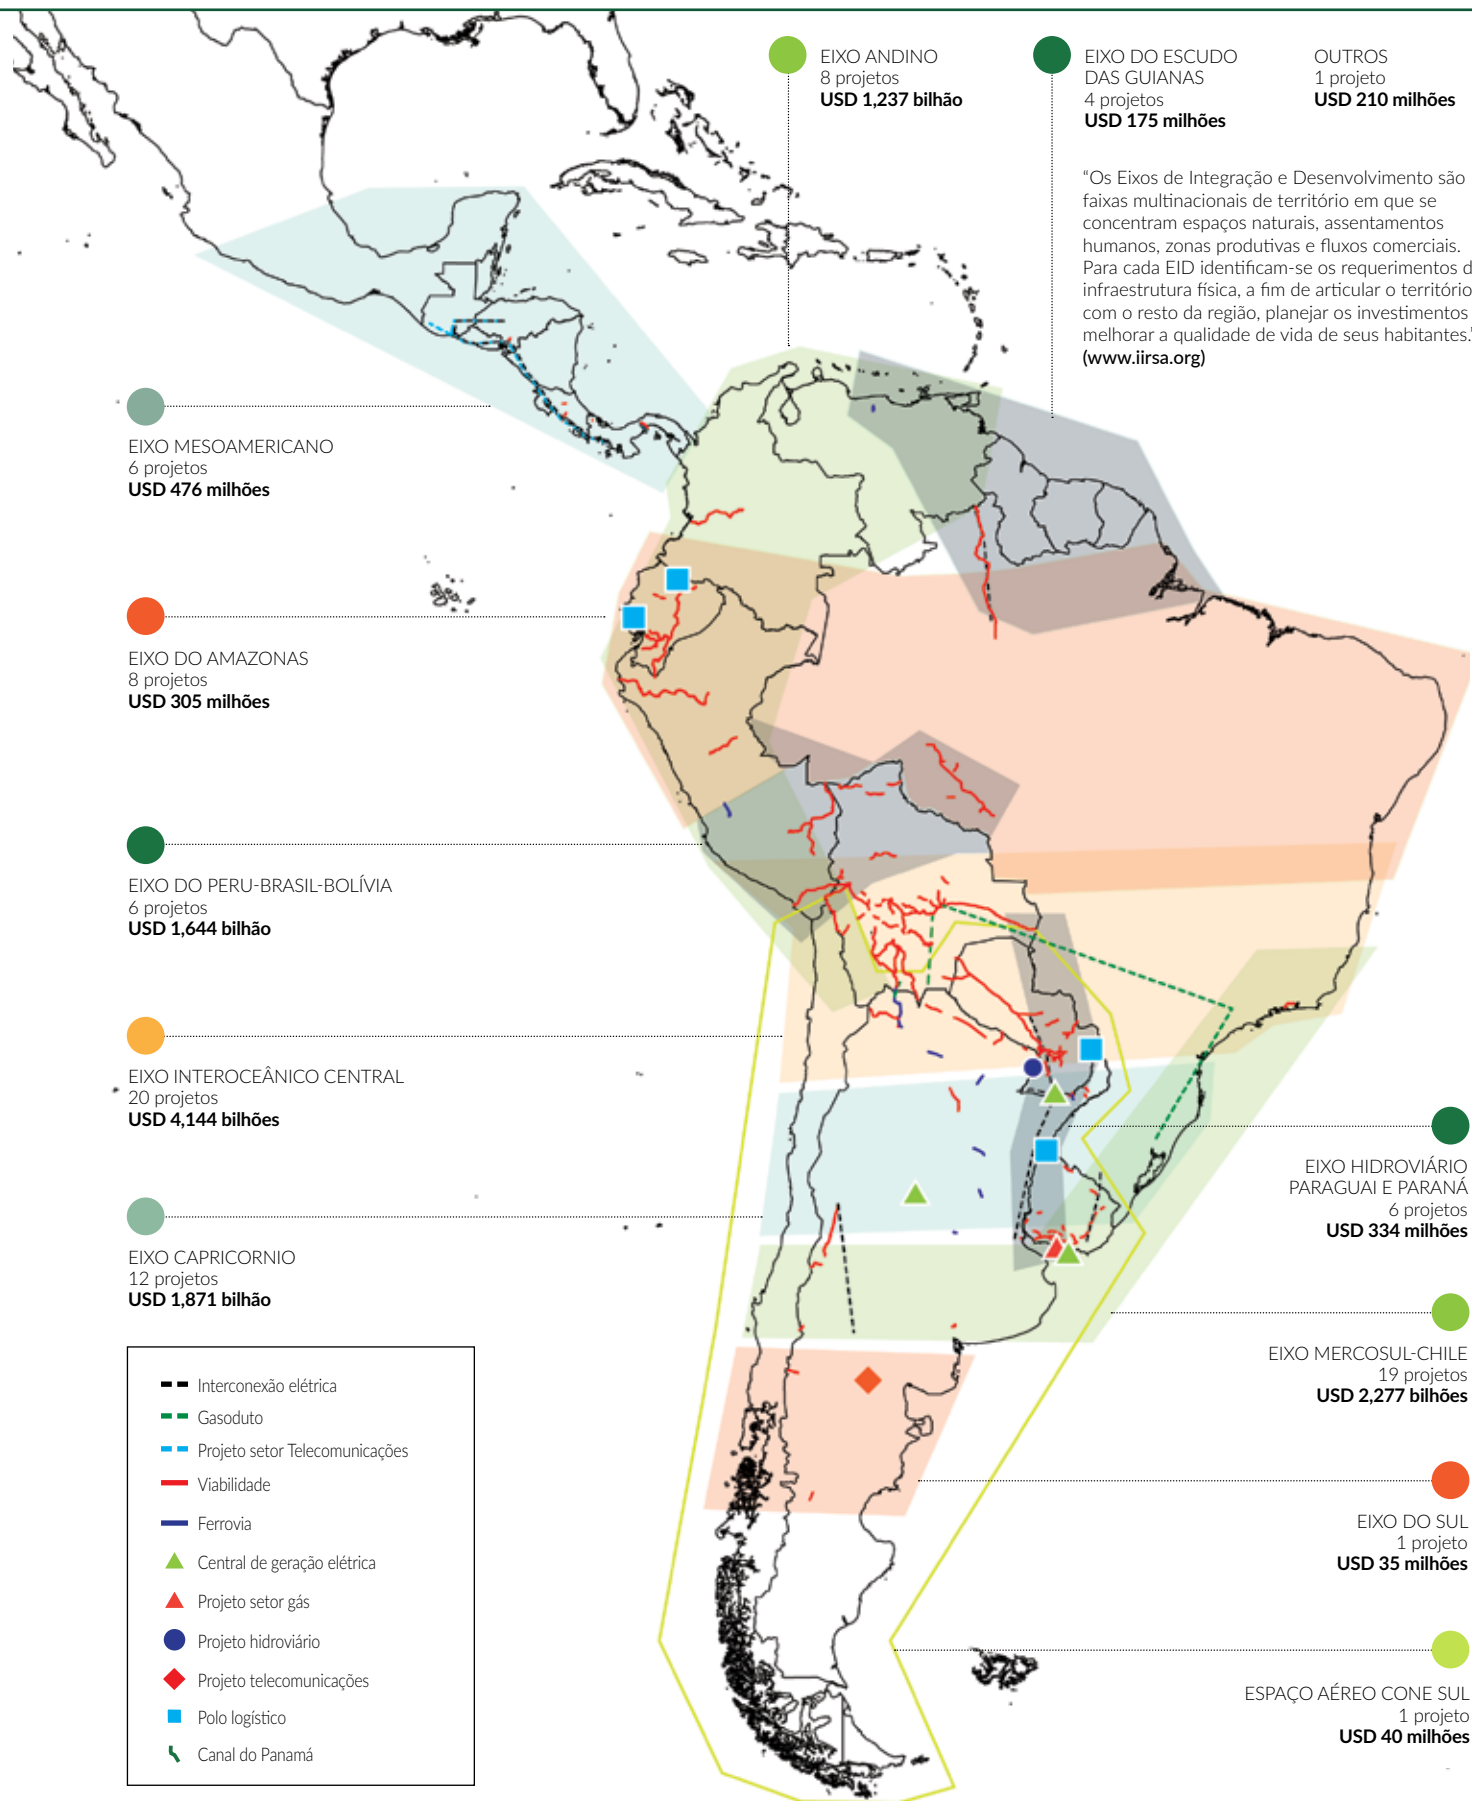 EIXO ANDINO
8 projetos
USD 1,237 bilhão
EIXO DO ESCUDO
DAS GUIANAS
4 projetos
USD 175 milhões
OUTROS
1 projeto
USD 210 milhões
“Os Eixos de Integração e Desenvolvimento são
faixas multinacionais de território em que se
concentram espaços naturais, assentamentos
humanos, zonas produtivas e fluxos comerciais.
Para cada EID identificam-se os requerimentos d
infraestrutura física, a fim de articular o território
com o resto da região, planejar os investimentos
melhorar a qualidade de vida de seus habitantes.”
(www.iirsa.org)
EIXO MESOAMERICANO
6 projetos
USD 476 milhões
EIXO DO AMAZONAS
8 projetos
USD 305 milhões
EIXO DO PERU-BRASIL-BOLÍVIA
6 projetos
USD 1,644 bilhão
EIXO INTEROCEÂNICO CENTRAL
20 projetos
USD 4,144 bilhões
EIXO CAPRICORNIO
12 projetos
USD 1,871 bilhão
EIXO HIDROVIÁRIO
PARAGUAI E PARANÁ
6 projetos
USD 334 milhões
EIXO MERCOSUL-CHILE
19 projetos
USD 2,277 bilhões
EIXO DO SUL
1 projeto
USD 35 milhões
ESPAÇO AÉREO CONE SUL
1 projeto
USD 40 milhões
Interconexão elétrica
Gasoduto
Projeto setor Telecomunicações
Viabilidade
Ferrovia
Central de geração elétrica
Projeto setor gás
Projeto hidroviário
Projeto telecomunicações
Polo logístico
Canal do Panamá